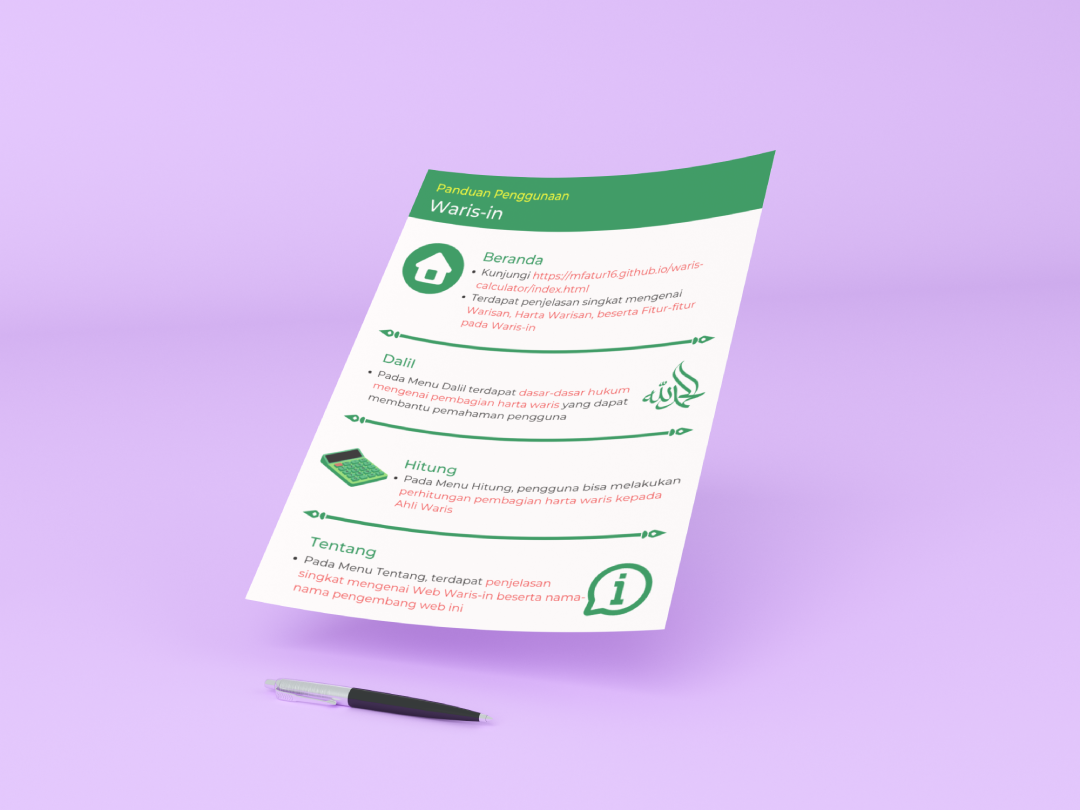 Panduan Penggunaan
Waris-in
Beranda
• Kunjungi https://mfatur16.github.io/waris-
calculator/index.html
• Terdapat penjelasan singkat mengenai
Warisan, Harta Warisan, beserta Fitur-fitur
pada Waris-in
Dalil
• Pada Menu Dalil terdapat dasar-dasar hukum
mengenai pembagian harta waris yang dapat
membantu pemahaman pengguna
الحمد لله
Hitung
• Pada Menu Hitung, pengguna bisa melakukan
perhitungan pembagian harta waris kepada
Ahli Waris
Tentang
• Pada Menu Tentang, terdapat penjelasan
singkat mengenai Web Waris-in beserta nama-
nama pengembang web ini
i